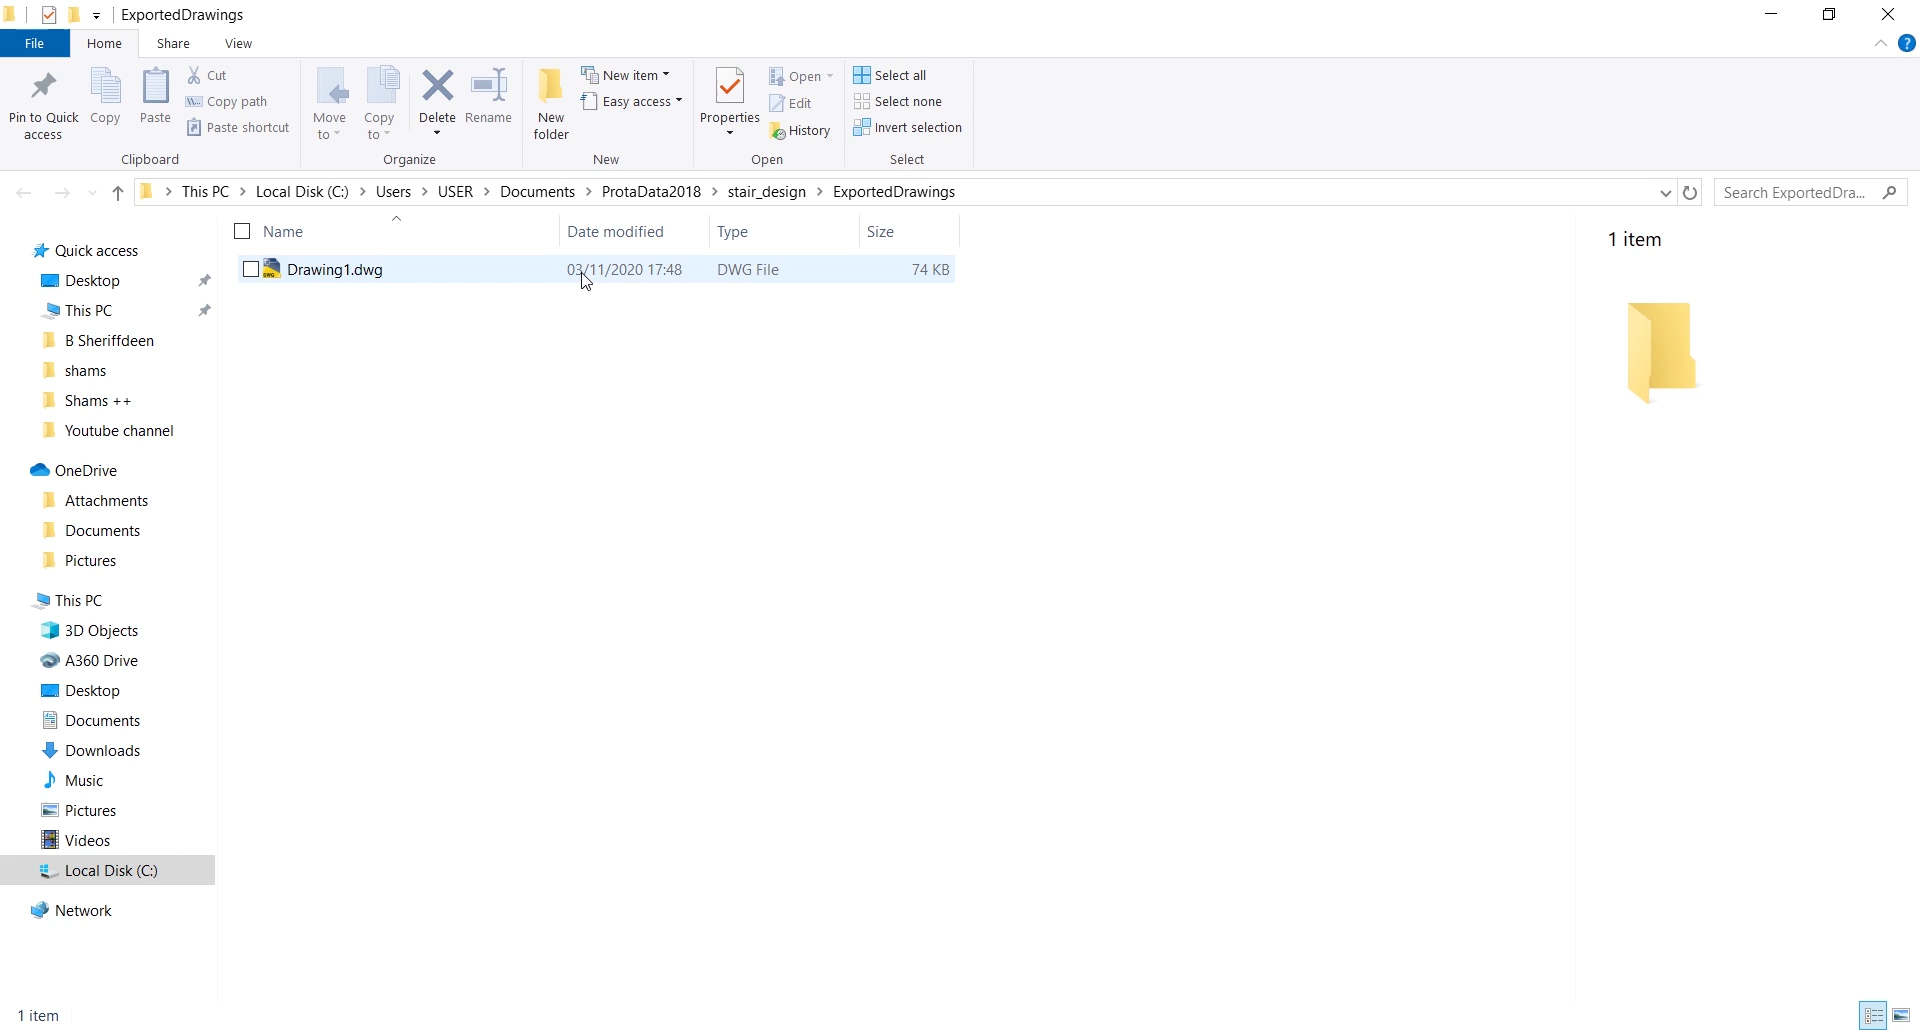 ExportedDrawings
File Home Share View
Pin to Quick access
Copy
Paste
Cut
Copy path
Paste shortcut
Clipboard
Move to
Copy to
Delete
Rename
Organize
New folder
New item
Easy access
New
Properties
Open
Edit
History
Open
Select all
Select none
Invert selection
Select
This PC > Local Disk (C:) > Users > USER > Documents > ProtaData2018 > stair_design > ExportedDrawings
Search ExportedDra...
Name Date modified Type Size
Drawing1.dwg 03/11/2020 17:48 DWG File 74 KB
1 item
Quick access
Desktop
This PC
B Sheriffdeen
shams
Shams ++
Youtube channel
OneDrive
Attachments
Documents
Pictures
This PC
3D Objects
A360 Drive
Desktop
Documents
Downloads
Music
Pictures
Videos
Local Disk (C:)
Network
1 item